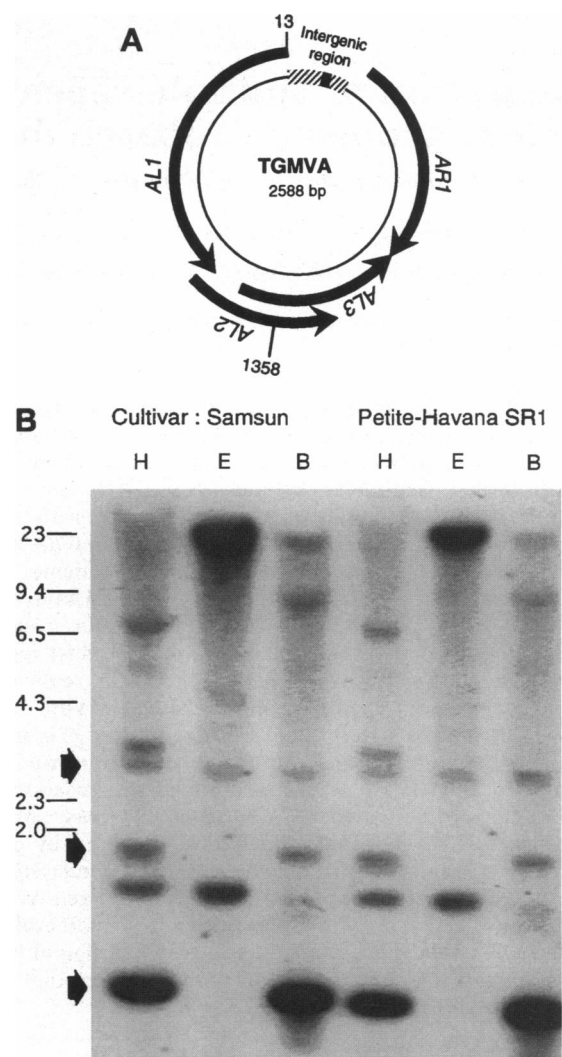 A
13
Intergenic
region
AL1
TGMVA
2588 bp
AR1
AL3
AL2
1358
B
Cultivar : Samsun Petite-Havana SR1
H E B H E B
23
9.4
6.5
4.3
2.3
2.0